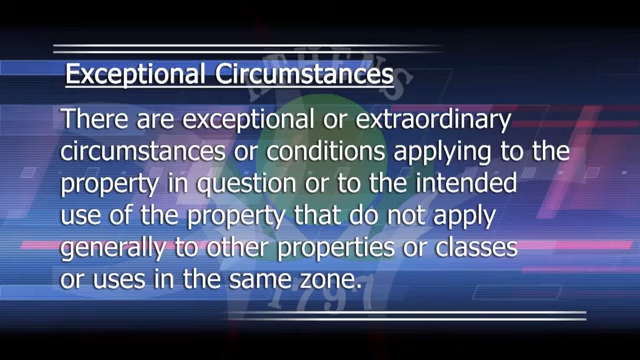 ATHENS
Exceptional Circumstances
There are exceptional or extraordinary
circumstances or conditions applying to the
property in question or to the intended
use of the property that do not apply
generally to other properties or classes
or uses in the same zone.
1797